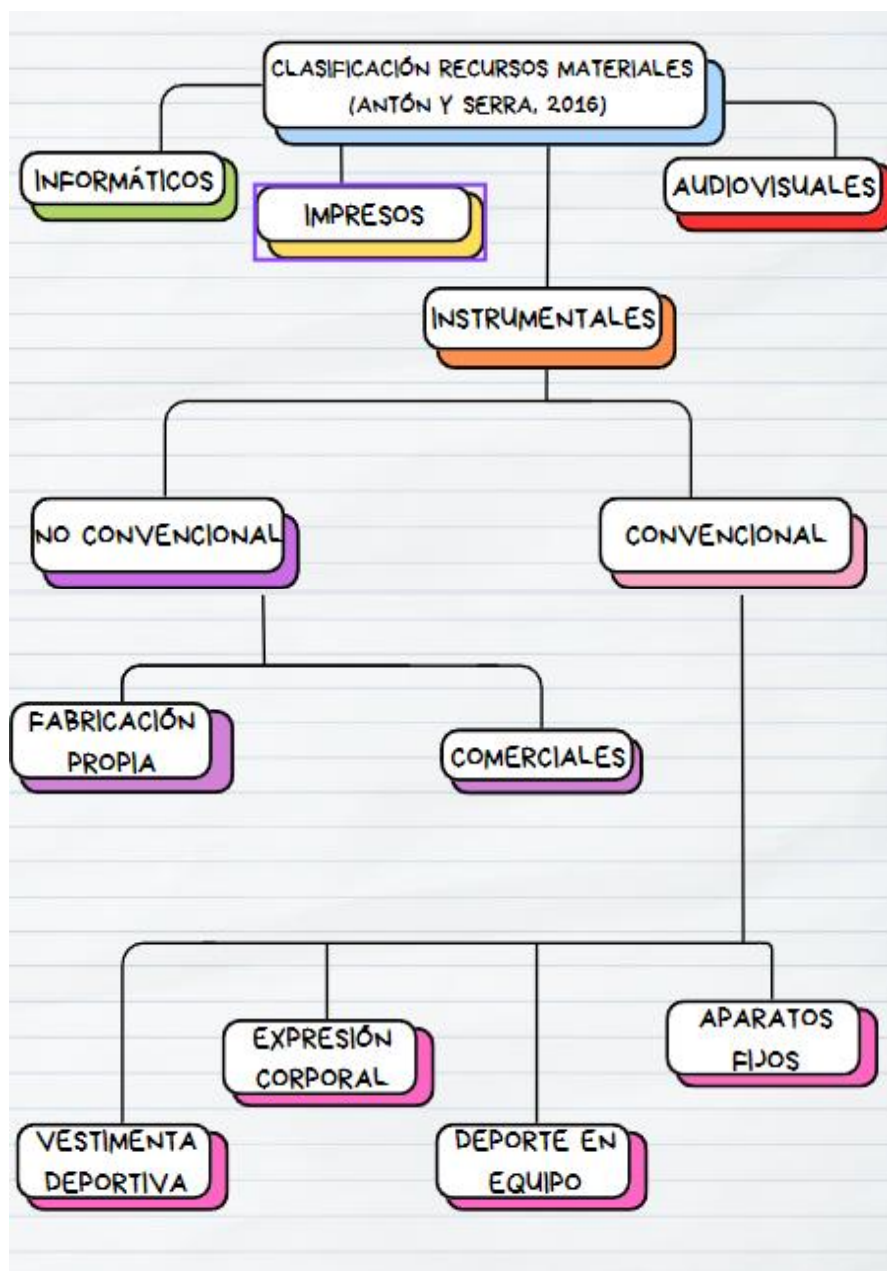 CLASIFICACIÓN RECURSOS MATERIALES
(ANTÓN Y SERRA, 2016)
INFORMÁTICOS
IMPRESOS
AUDIOVISUALES
INSTRUMENTALES
NO CONVENCIONAL
CONVENCIONAL
FABRICACIÓN
PROPIA
COMERCIALES
EXPRESIÓN
CORPORAL
APARATOS
FIJOS
VESTIMENTA
DEPORTIVA
DEPORTE EN
EQUIPO